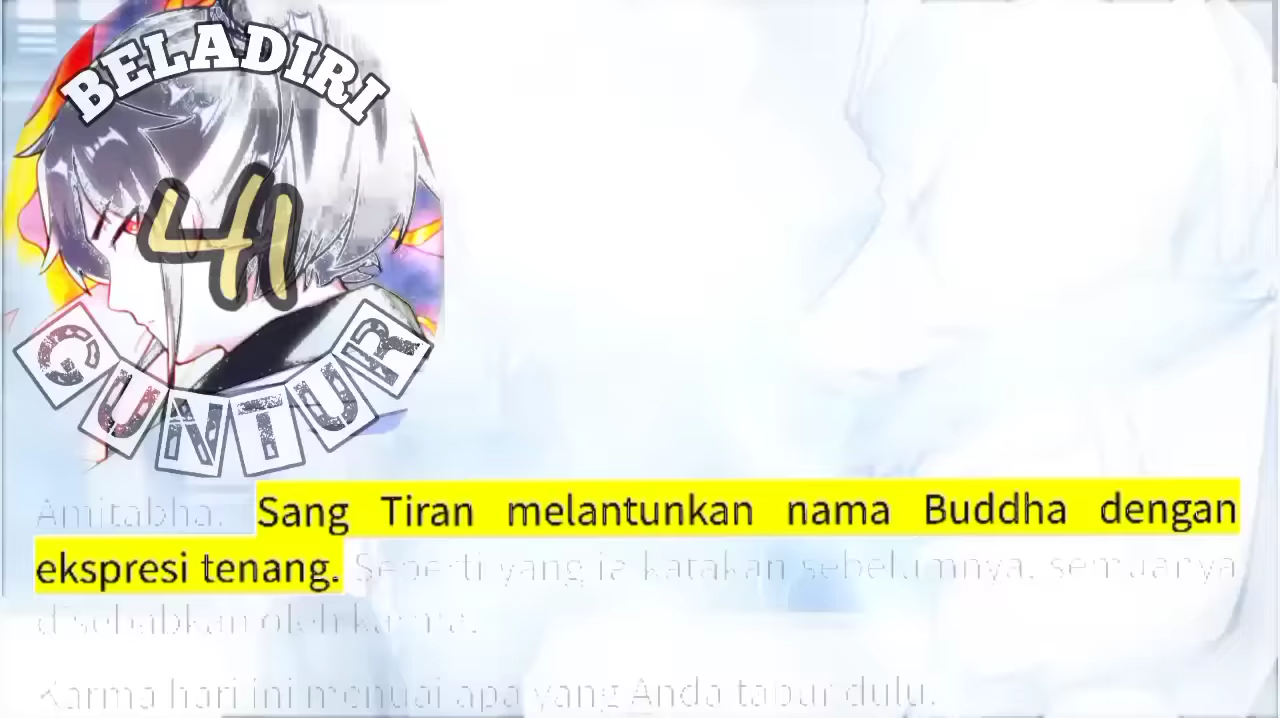 BELADIRI
41
GUNTUR
Amitabha. Sang Tiran melantunkan nama Buddha dengan
ekspresi tenang. Seperti yang ia katakan sebelumnya, semuanya
disebabkan oleh karma.
Karma hari ini menuai apa yang Anda tabur dulu.